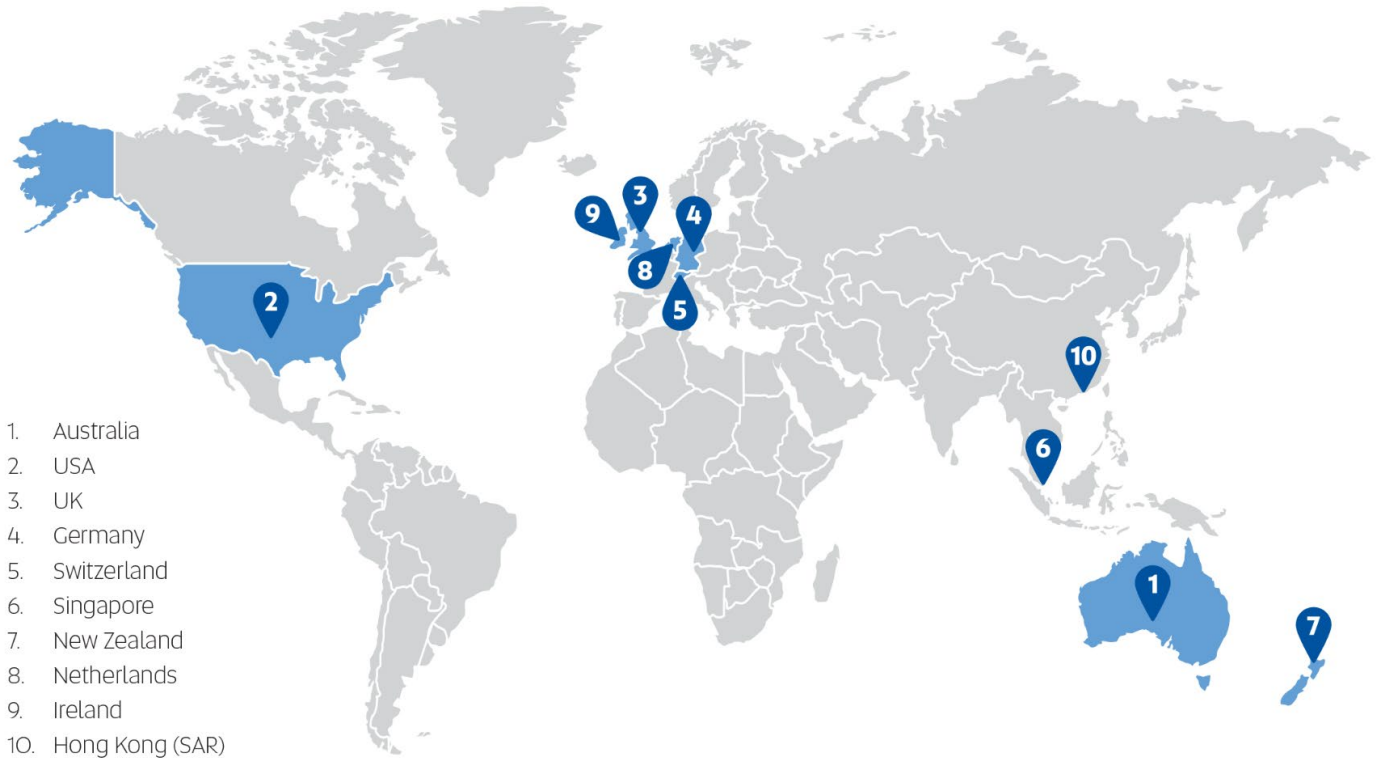 3
9
4
8
2
5
10
6
1
7
1. Australia
2. USA
3. UK
4. Germany
5. Switzerland
6. Singapore
7. New Zealand
8. Netherlands
9. Ireland
10. Hong Kong (SAR)